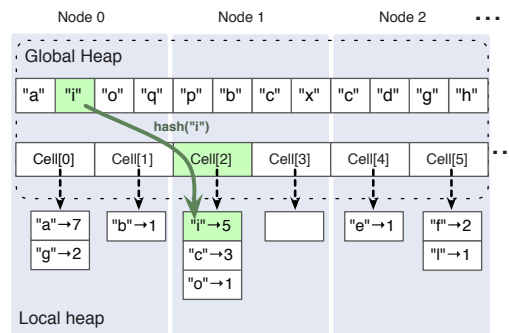 Node 0 Node 1 Node 2 ...
Global Heap
"a" "i" "o" "q" "p" "b" "c" "x" "c" "d" "g" "h"
hash("i")
Cell[0] Cell[1] Cell[2] Cell[3] Cell[4] Cell[5] ...
"a"→7 "b"→1 "i"→5 "e"→1 "f"→2
"g"→2 "c"→3 "l"→1
"o"→1
Local heap